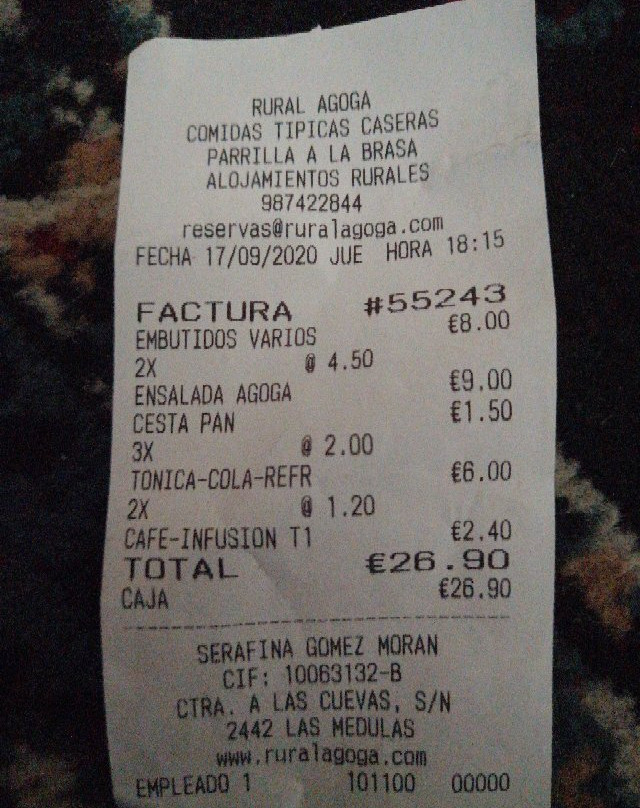 RURAL AGOGA
COMIDAS TIPICAS CASERAS
PARRILLA A LA BRASA
ALOJAMIENTOS RURALES
987422844
reservas@ruralagoga.com
FECHA 17/09/2020 JUE HORA 18:15
FACTURA #55243
EMBUTIDOS VARIOS €8.00
2X @ 4.50
ENSALADA AGOGA €9.00
CESTA PAN €1.50
3X @ 2.00
TONICA-COLA-REFR €6.00
2X @ 1.20
CAFE-INFUSION T1 €2.40
TOTAL €26.90
CAJA €26.90
SERAFINA GOMEZ MORAN
CIF: 10063132-B
CTRA. A LAS CUEVAS, S/N
2442 LAS MEDULAS
www.ruralagoga.com
EMPLEADO 1 101100 00000